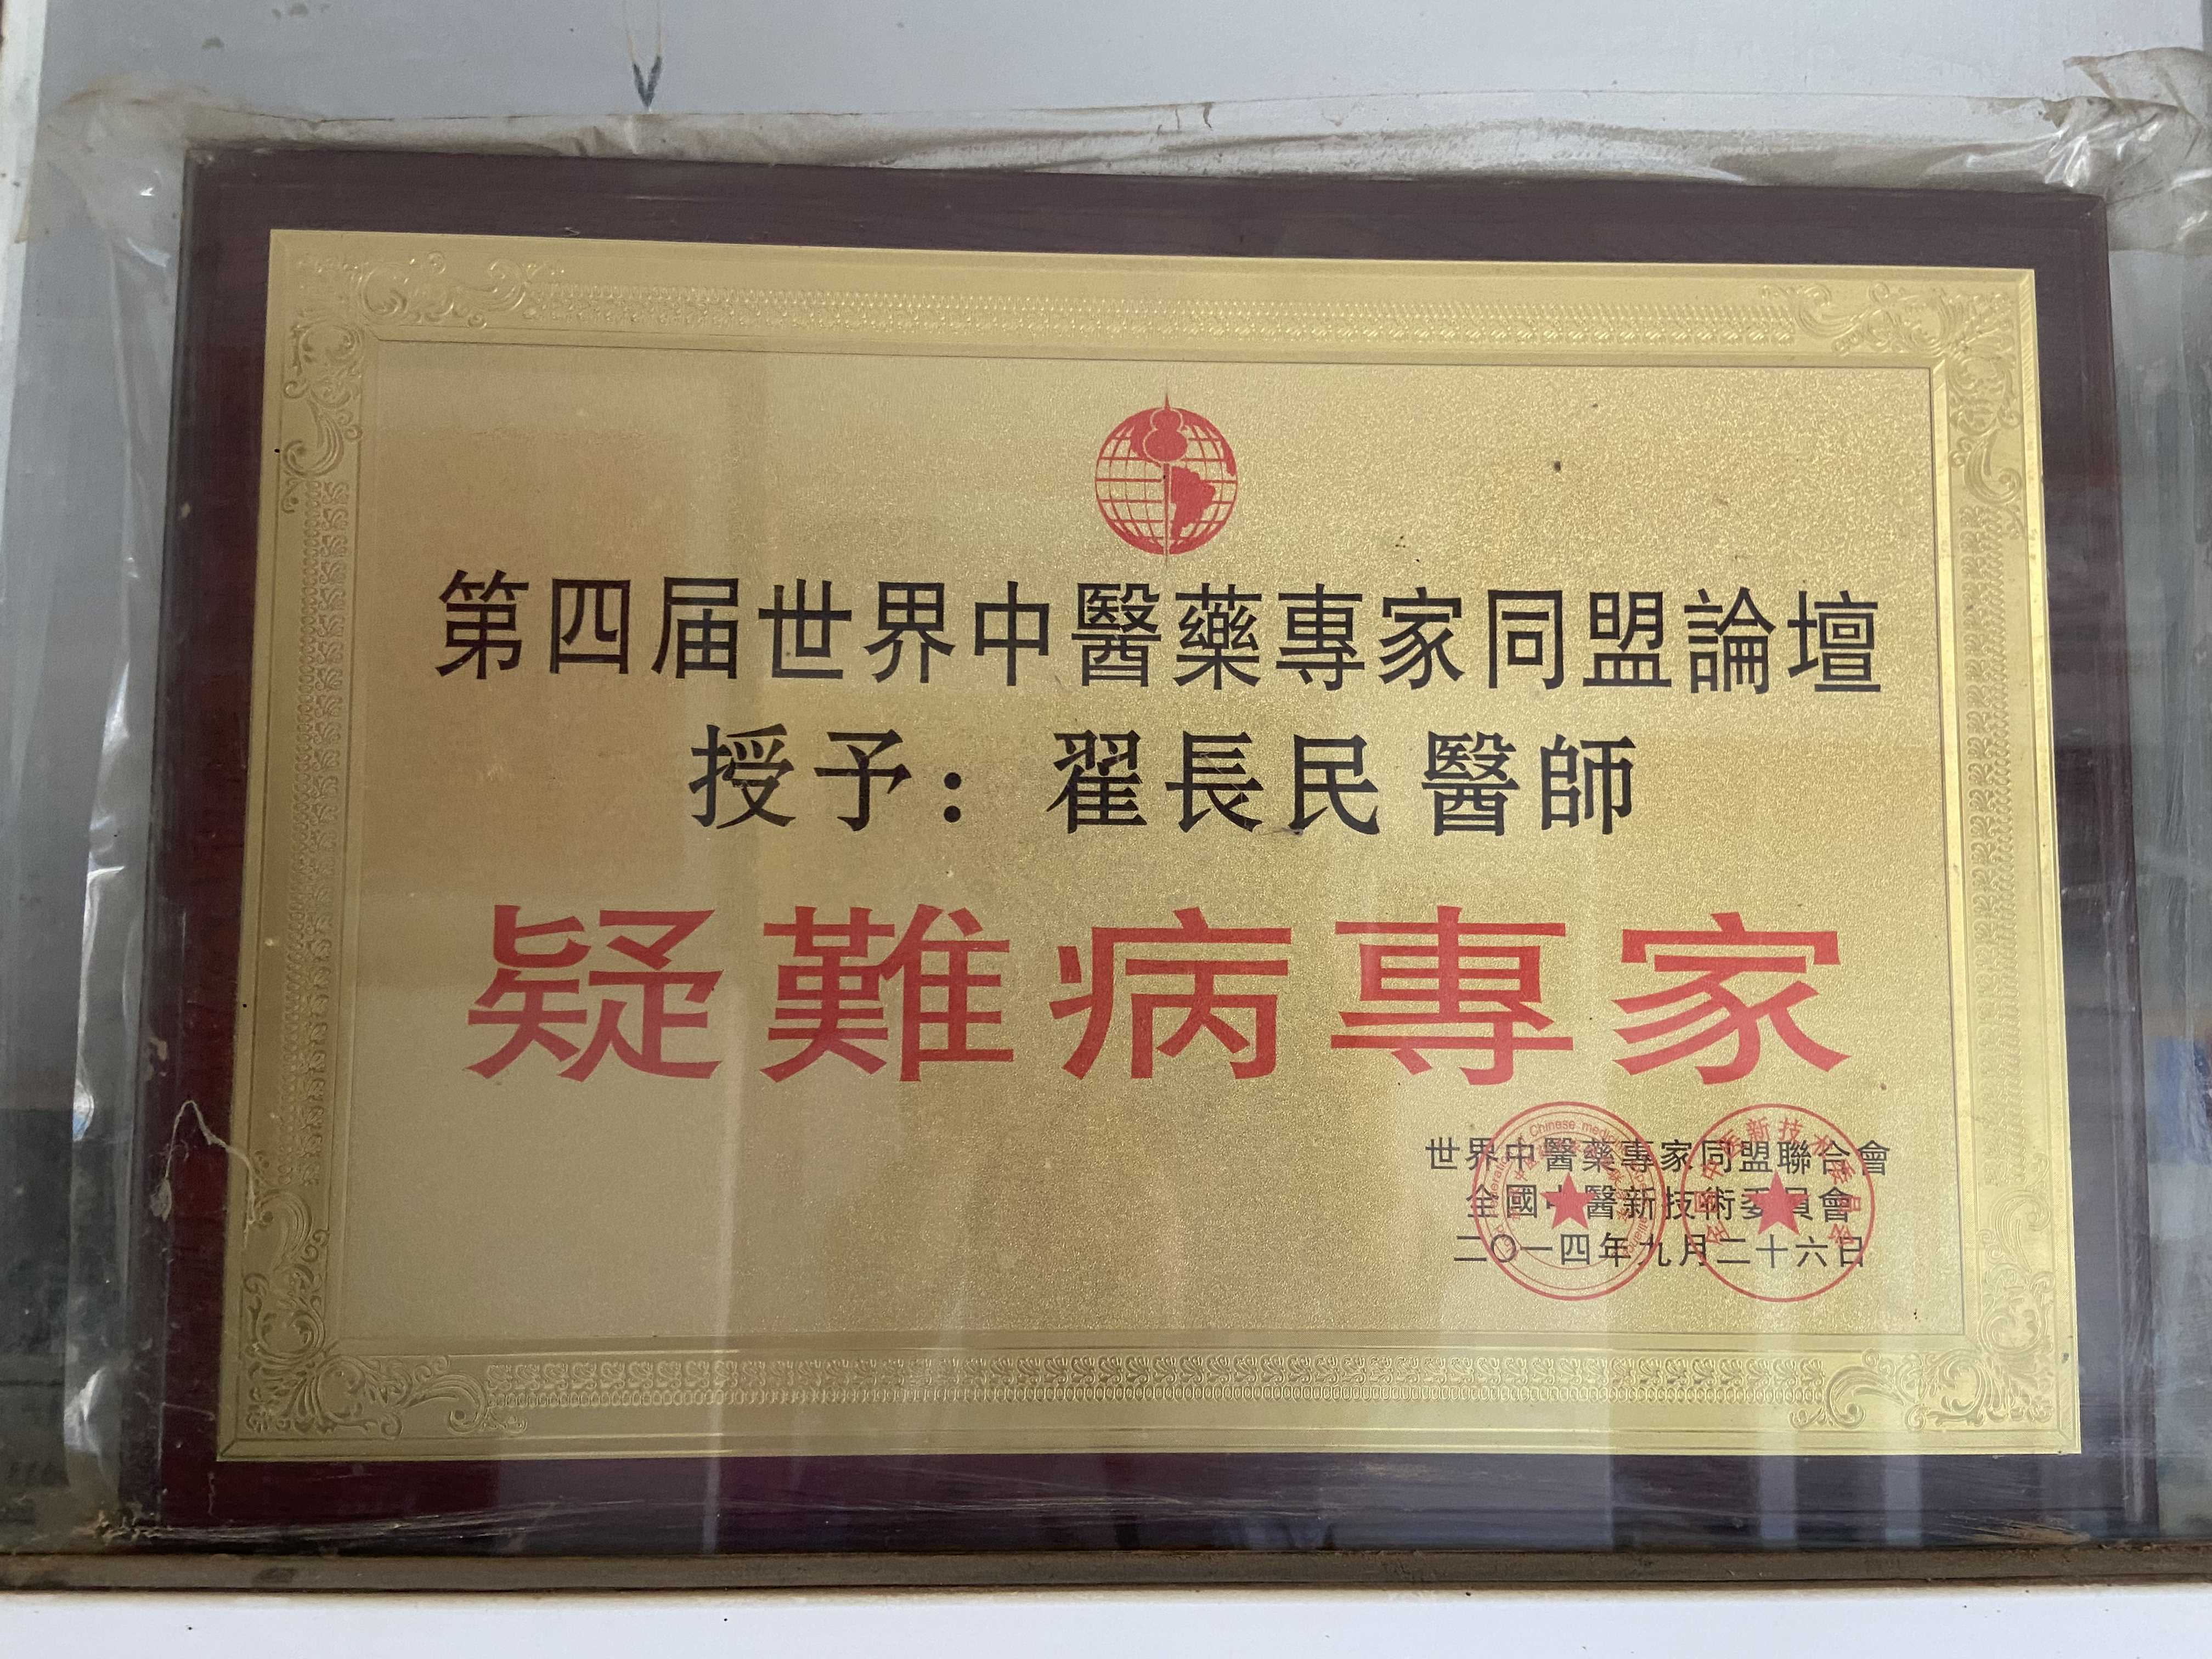 第四届世界中醫藥專家同盟論壇
授予：翟長民 醫師
疑難病專家
世界中醫藥專家同盟聯合會
全國中醫新技術委員會
二〇一四年九月二十六日